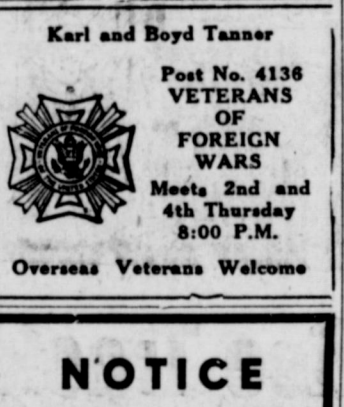 Karl and Boyd Tanner
Post No. 4136
VETERANS
OF
FOREIGN
WARS
Meets 2nd and
4th Thursday
8:00 P.M.
Overseas Veterans Welcome
NOTICE